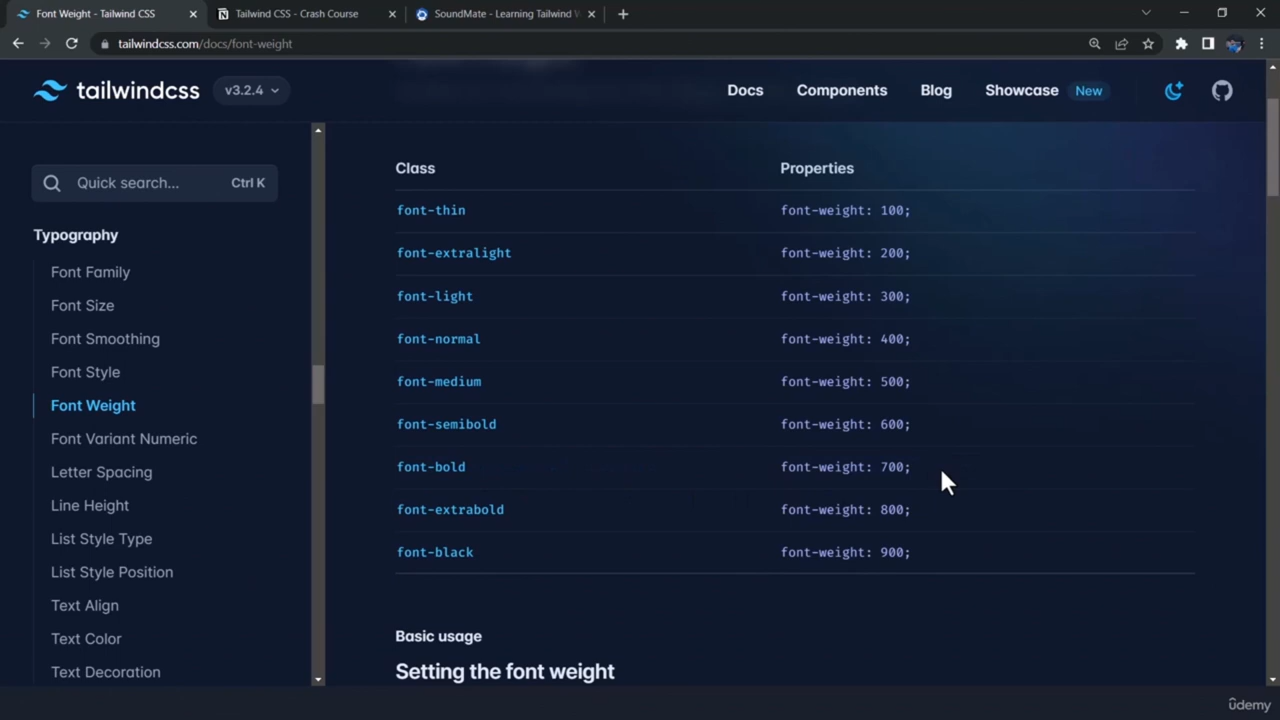 Font Weight - Tailwind CSS
Tailwind CSS - Crash Course
SoundMate - Learning Tailwind
tailwindcss.com/docs/font-weight
tailwindcss
v3.2.4
Docs
Components
Blog
Showcase
New
Quick search...
Ctrl K
Typography
Font Family
Font Size
Font Smoothing
Font Style
Font Weight
Font Variant Numeric
Letter Spacing
Line Height
List Style Type
List Style Position
Text Align
Text Color
Text Decoration
Class Properties
font-thin font-weight: 100;
font-extralight font-weight: 200;
font-light font-weight: 300;
font-normal font-weight: 400;
font-medium font-weight: 500;
font-semibold font-weight: 600;
font-bold font-weight: 700;
font-extrabold font-weight: 800;
font-black font-weight: 900;
Basic usage
Setting the font weight
ûdemy